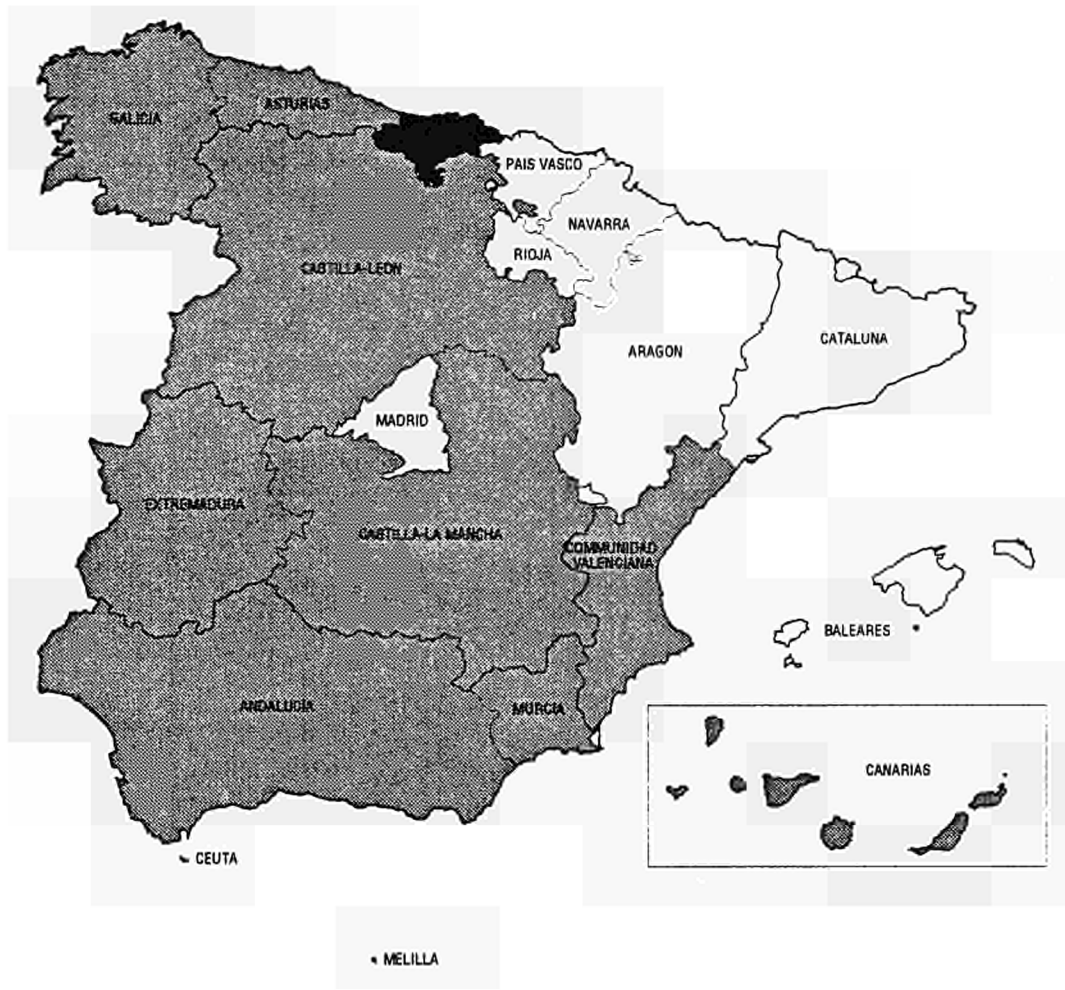 GALICIA
ASTURIAS
PAIS VASCO
NAVARRA
RIOJA
CASTILLA-LEON
ARAGON
CATALUNA
MADRID
EXTREMADURA
CASTILLA-LA MANCHA
COMMUNIDAD
VALENCIANA
BALEARES
ANDALUCIA
MURCIA
CANARIAS
CEUTA
MELILLA